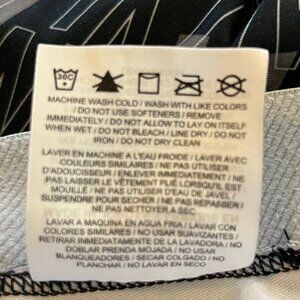 30C
MACHINE WASH COLD / WASH WITH LIKE COLORS
/ DO NOT USE SOFTENERS / REMOVE
IMMEDIATELY / DO NOT ALLOW TO LAY ON ITSELF
WHEN WET / DO NOT BLEACH / LINE DRY / DO NOT
IRON / DO NOT DRY CLEAN
LAVER EN MACHINE A L'EAU FROIDE / LAVER AVEC
COULEURS SIMILAIRES / NE PAS UTILISER
D'ADOUCISSEUR / ENLEVER IMMEDIATEMENT / NE
PAS LAISSER LE VÊTEMENT PLIÉ LORSQU'IL EST
MOUILLÉ / NE PAS UTILISER D'EAU DE JAVEL /
SUSPENDRE POUR SECHER / NE PAS REPASSER /
NE PAS NETTOYER A SEC
LAVAR A MAQUINA EN AGUA FRIA / LAVAR CON
COLORES SIMILARES / NO USAR SUAVIZANTES /
RETIRAR INMEDIATAMENTE DE LA LAVADORA / NO
DOBLAR PRENDA MOJADA / NO USAR
BLANQUEADORES / SECAR COLGADO / NO
PLANCHAR / NO LAVAR EN SECO